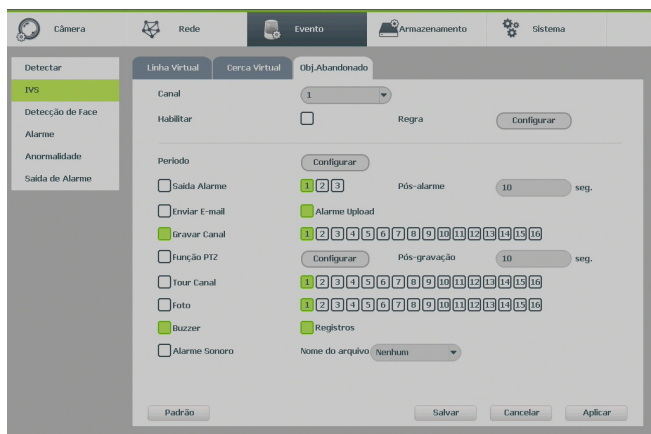 Câmera Rede Evento Armazenamento Sistema
Detectar
IVS
Detecção de Face
Alarme
Anormalidade
Saída de Alarme
Linha Virtual Cerca Virtual Obj.Abandonado
Canal 1
Habilitar Regra Configurar
Período Configurar
Saída Alarme 1 2 3 Pós-alarme 10 seg.
Enviar E-mail Alarme Upload
Gravar Canal 1 2 3 4 5 6 7 8 9 10 11 12 13 14 15 16
Função PTZ Configurar Pós-gravação 10 seg.
Tour Canal 1 2 3 4 5 6 7 8 9 10 11 12 13 14 15 16
Foto 1 2 3 4 5 6 7 8 9 10 11 12 13 14 15 16
Buzzer Registros
Alarme Sonoro Nome do arquivo Nenhum
Padrão Salvar Cancelar Aplicar